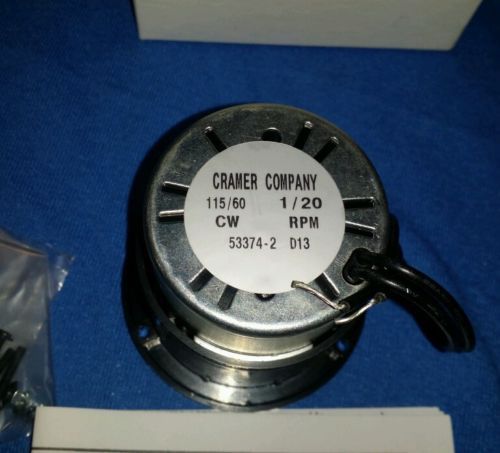 CRAMER COMPANY
115/60 1/20
CW RPM
53374-2 D13